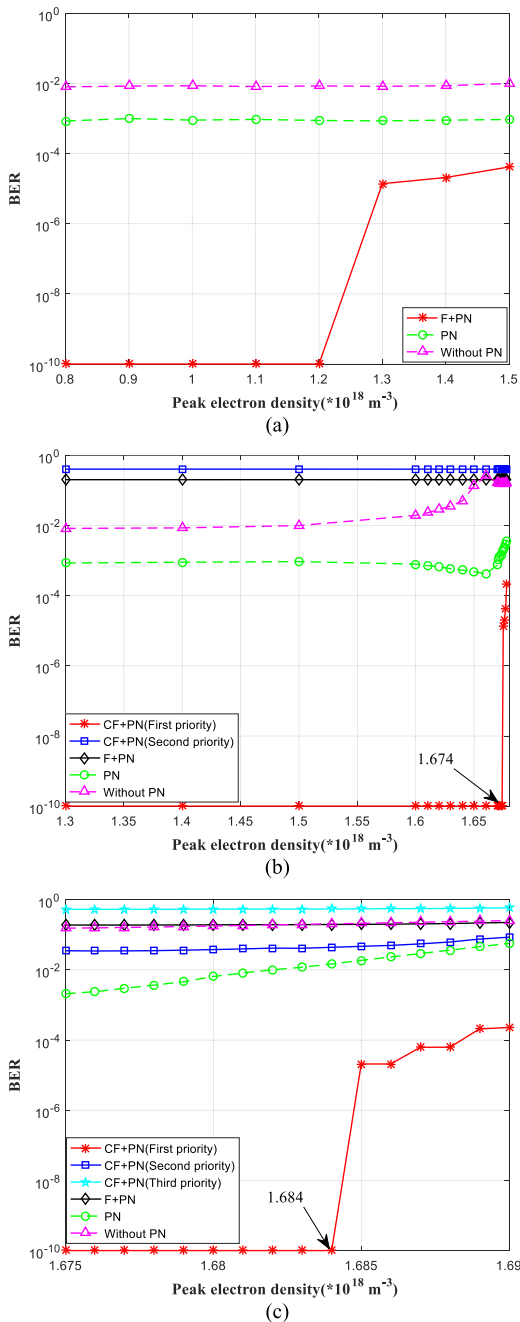 10^0
10^-2
10^-4
10^-6
10^-8
10^-10
BER
F+PN
PN
Without PN
0.8 0.9 1 1.1 1.2 1.3 1.4 1.5
Peak electron density(*10^18 m^-3)
(a)
10^0
10^-2
10^-4
10^-6
10^-8
10^-10
BER
CF+PN(First priority)
CF+PN(Second priority)
F+PN
PN
Without PN
1.674
1.3 1.35 1.4 1.45 1.5 1.55 1.6 1.65
Peak electron density(*10^18 m^-3)
(b)
10^0
10^-2
10^-4
10^-6
10^-8
10^-10
BER
CF+PN(First priority)
CF+PN(Second priority)
CF+PN(Third priority)
F+PN
PN
Without PN
1.684
1.675 1.68 1.685 1.69
Peak electron density(*10^18 m^-3)
(c)